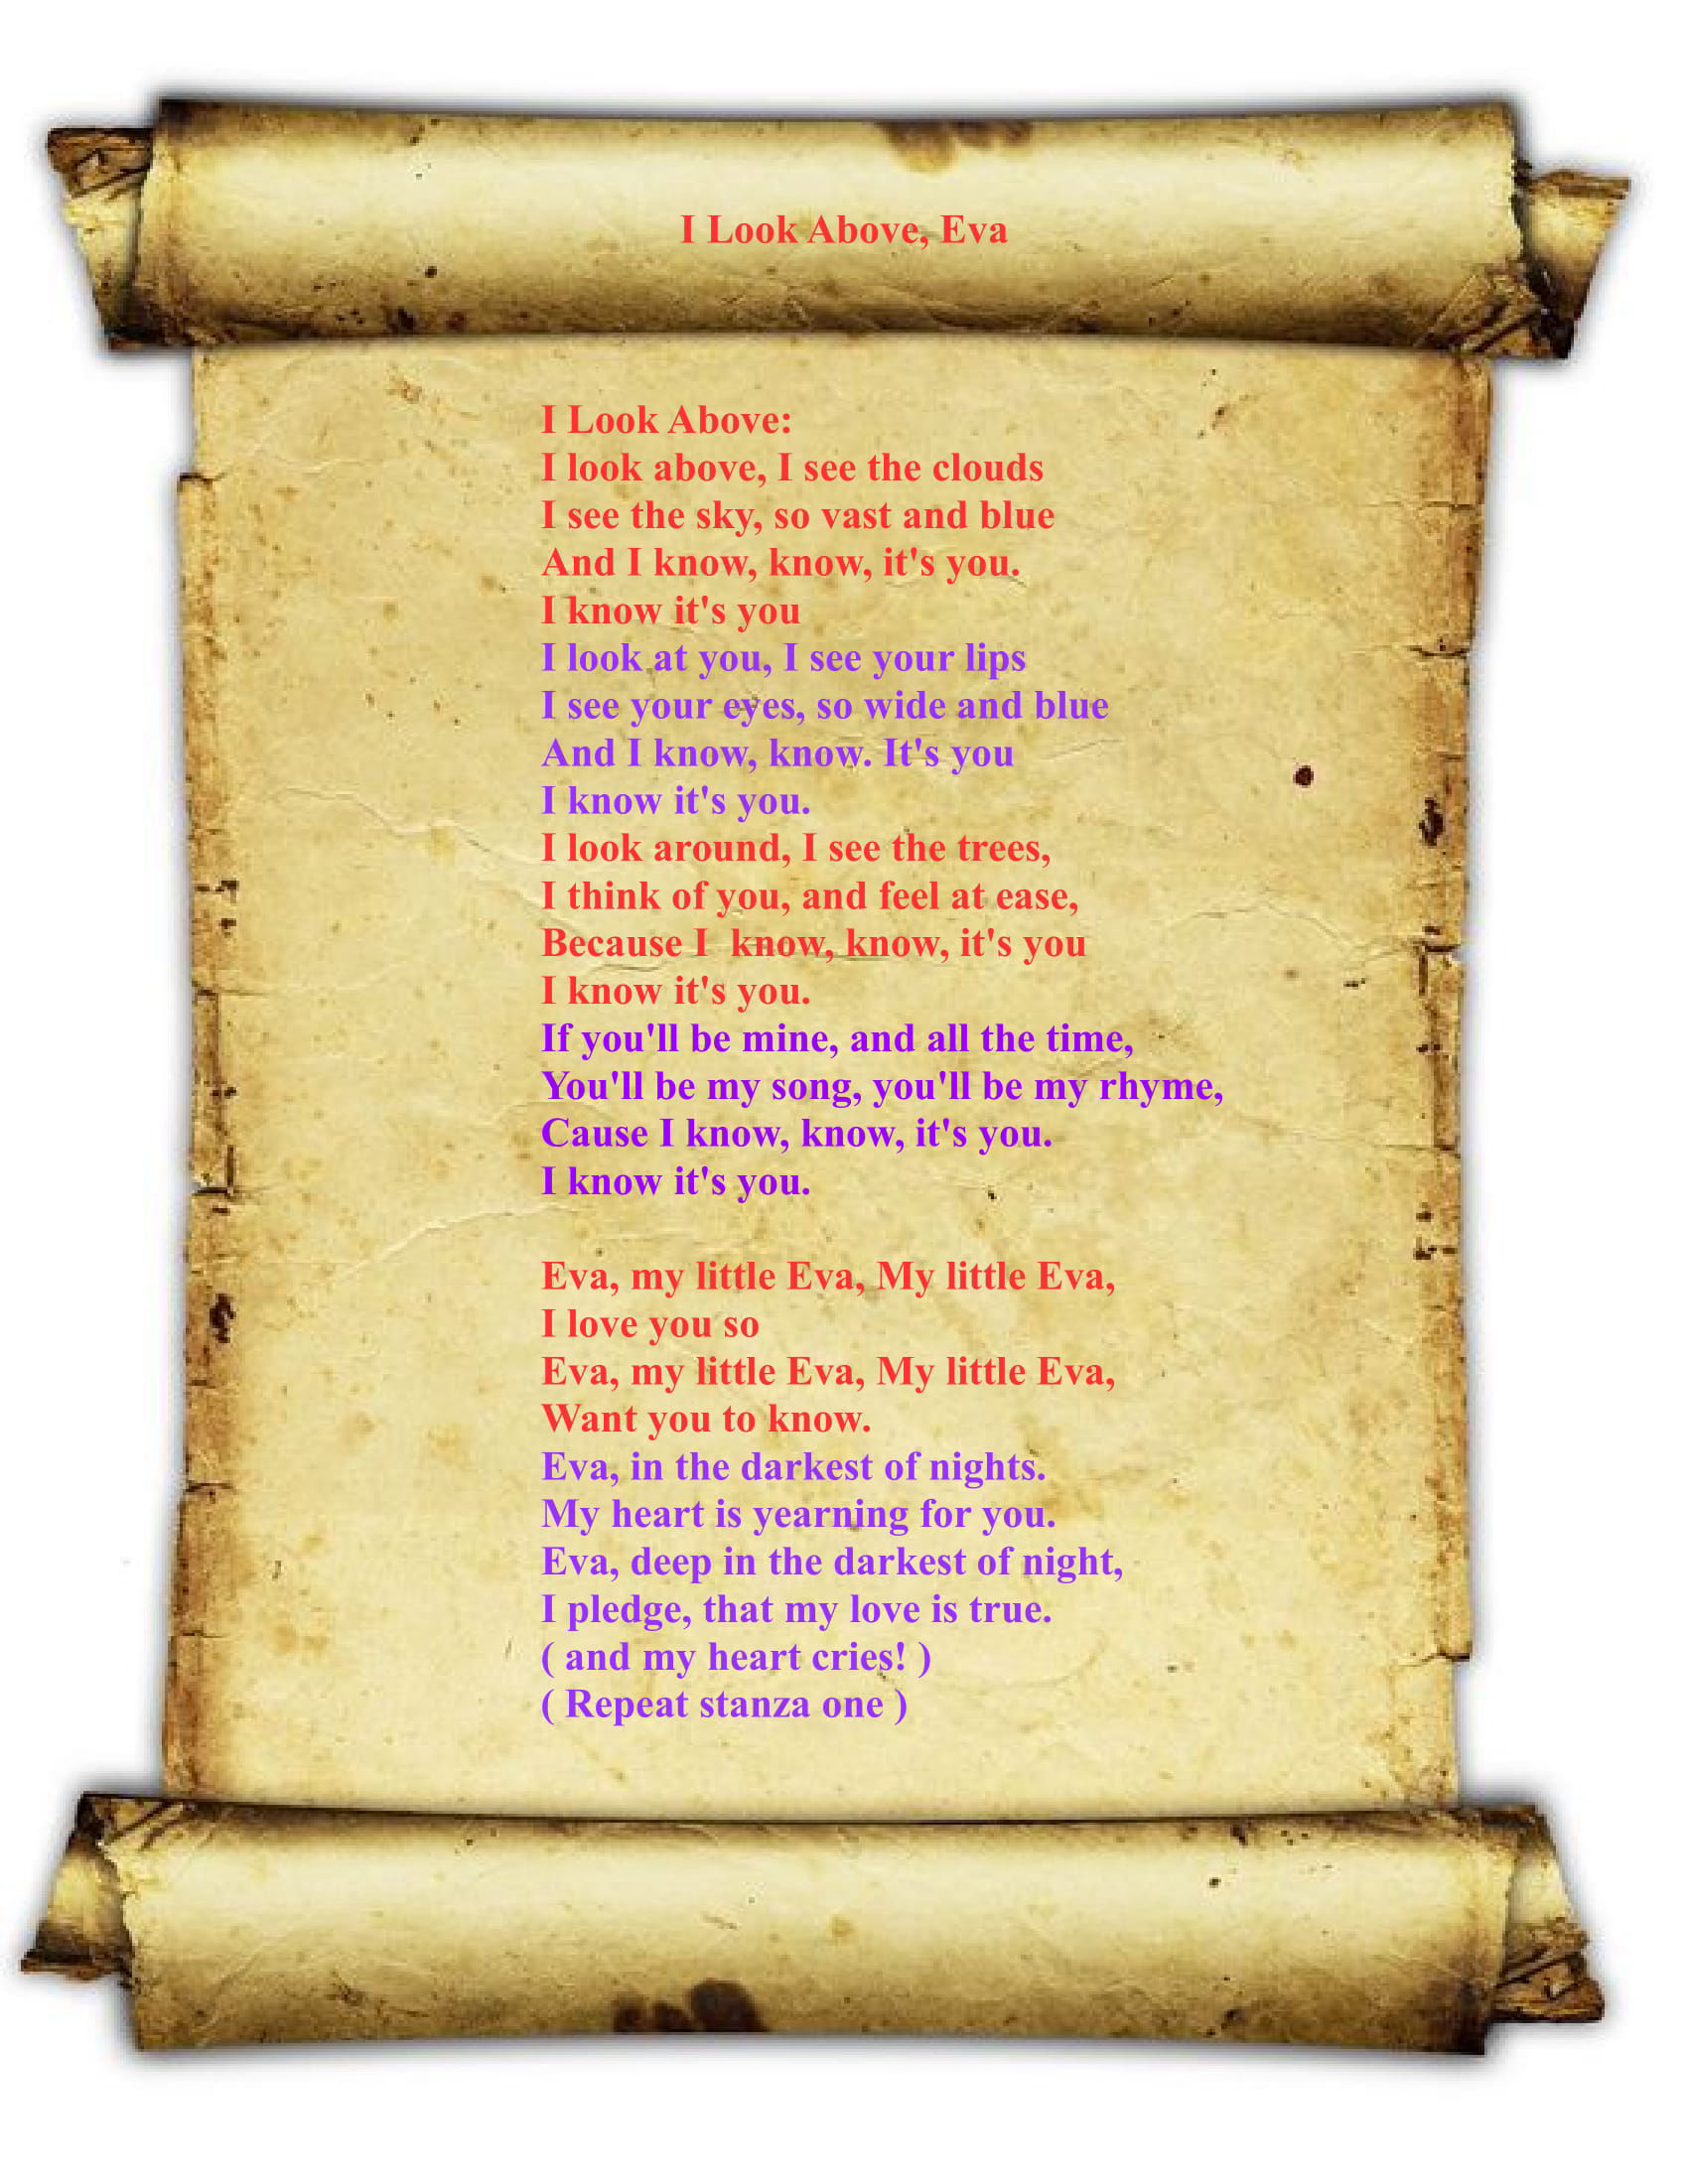 I Look Above, Eva
I Look Above:
I look above, I see the clouds
I see the sky, so vast and blue
And I know, know, it's you.
I know it's you
I look at you, I see your lips
I see your eyes, so wide and blue
And I know, know. It's you
I know it's you.
I look around, I see the trees,
I think of you, and feel at ease,
Because I  know, know, it's you
I know it's you.
If you'll be mine, and all the time,
You'll be my song, you'll be my rhyme,
Cause I know, know, it's you.
I know it's you.
Eva, my little Eva, My little Eva,
I love you so
Eva, my little Eva, My little Eva,
Want you to know.
Eva, in the darkest of nights.
My heart is yearning for you.
Eva, deep in the darkest of night,
I pledge, that my love is true.
( and my heart cries! )
( Repeat stanza one )